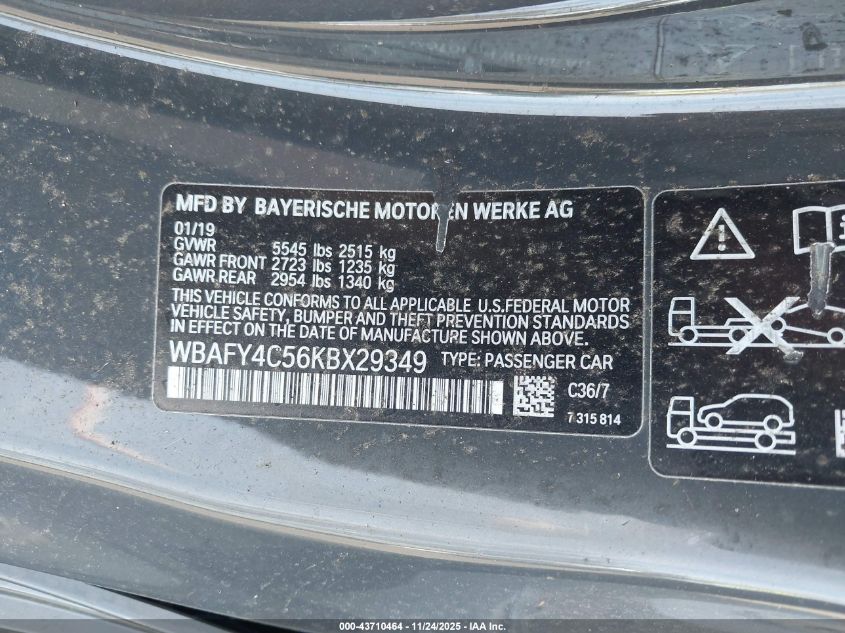 MFD BY BAYERISCHE MOTOREN WERKE AG
01/19
GVWR 5545 lbs 2515 kg
GAWR FRONT 2723 lbs 1235 kg
GAWR REAR 2954 lbs 1340 kg
THIS VEHICLE CONFORMS TO ALL APPLICABLE U.S.FEDERAL MOTOR
VEHICLE SAFETY, BUMPER AND THEFT PREVENTION STANDARDS
IN EFFECT ON THE DATE OF MANUFACTURE SHOWN ABOVE.
WBAFY4C56KBX29349 TYPE: PASSENGER CAR
C36/7
7 315 814
000-43710464 - 11/24/2025 - IAA Inc.